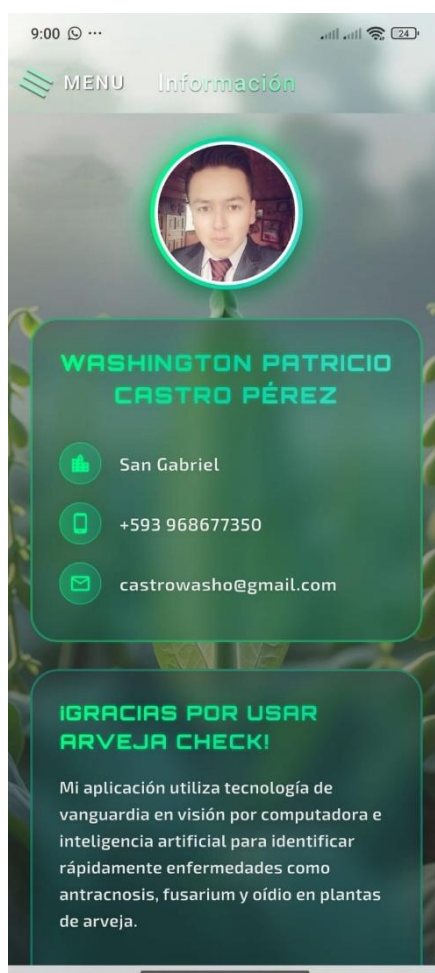 9:00
24
MENU Información
WASHINGTON PATRICIO
CASTRO PÉREZ
San Gabriel
+593 968677350
castrowasho@gmail.com
¡GRACIAS POR USAR
ARVEJA CHECK!
Mi aplicación utiliza tecnología de
vanguardia en visión por computadora e
inteligencia artificial para identificar
rápidamente enfermedades como
antracnosis, fusarium y oídio en plantas
de arveja.